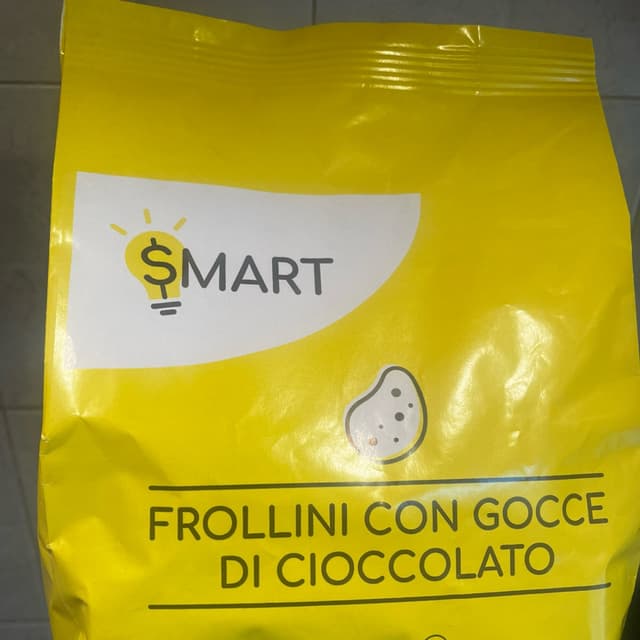 $MART
FROLLINI CON GOCCE
DI CIOCCOLATO